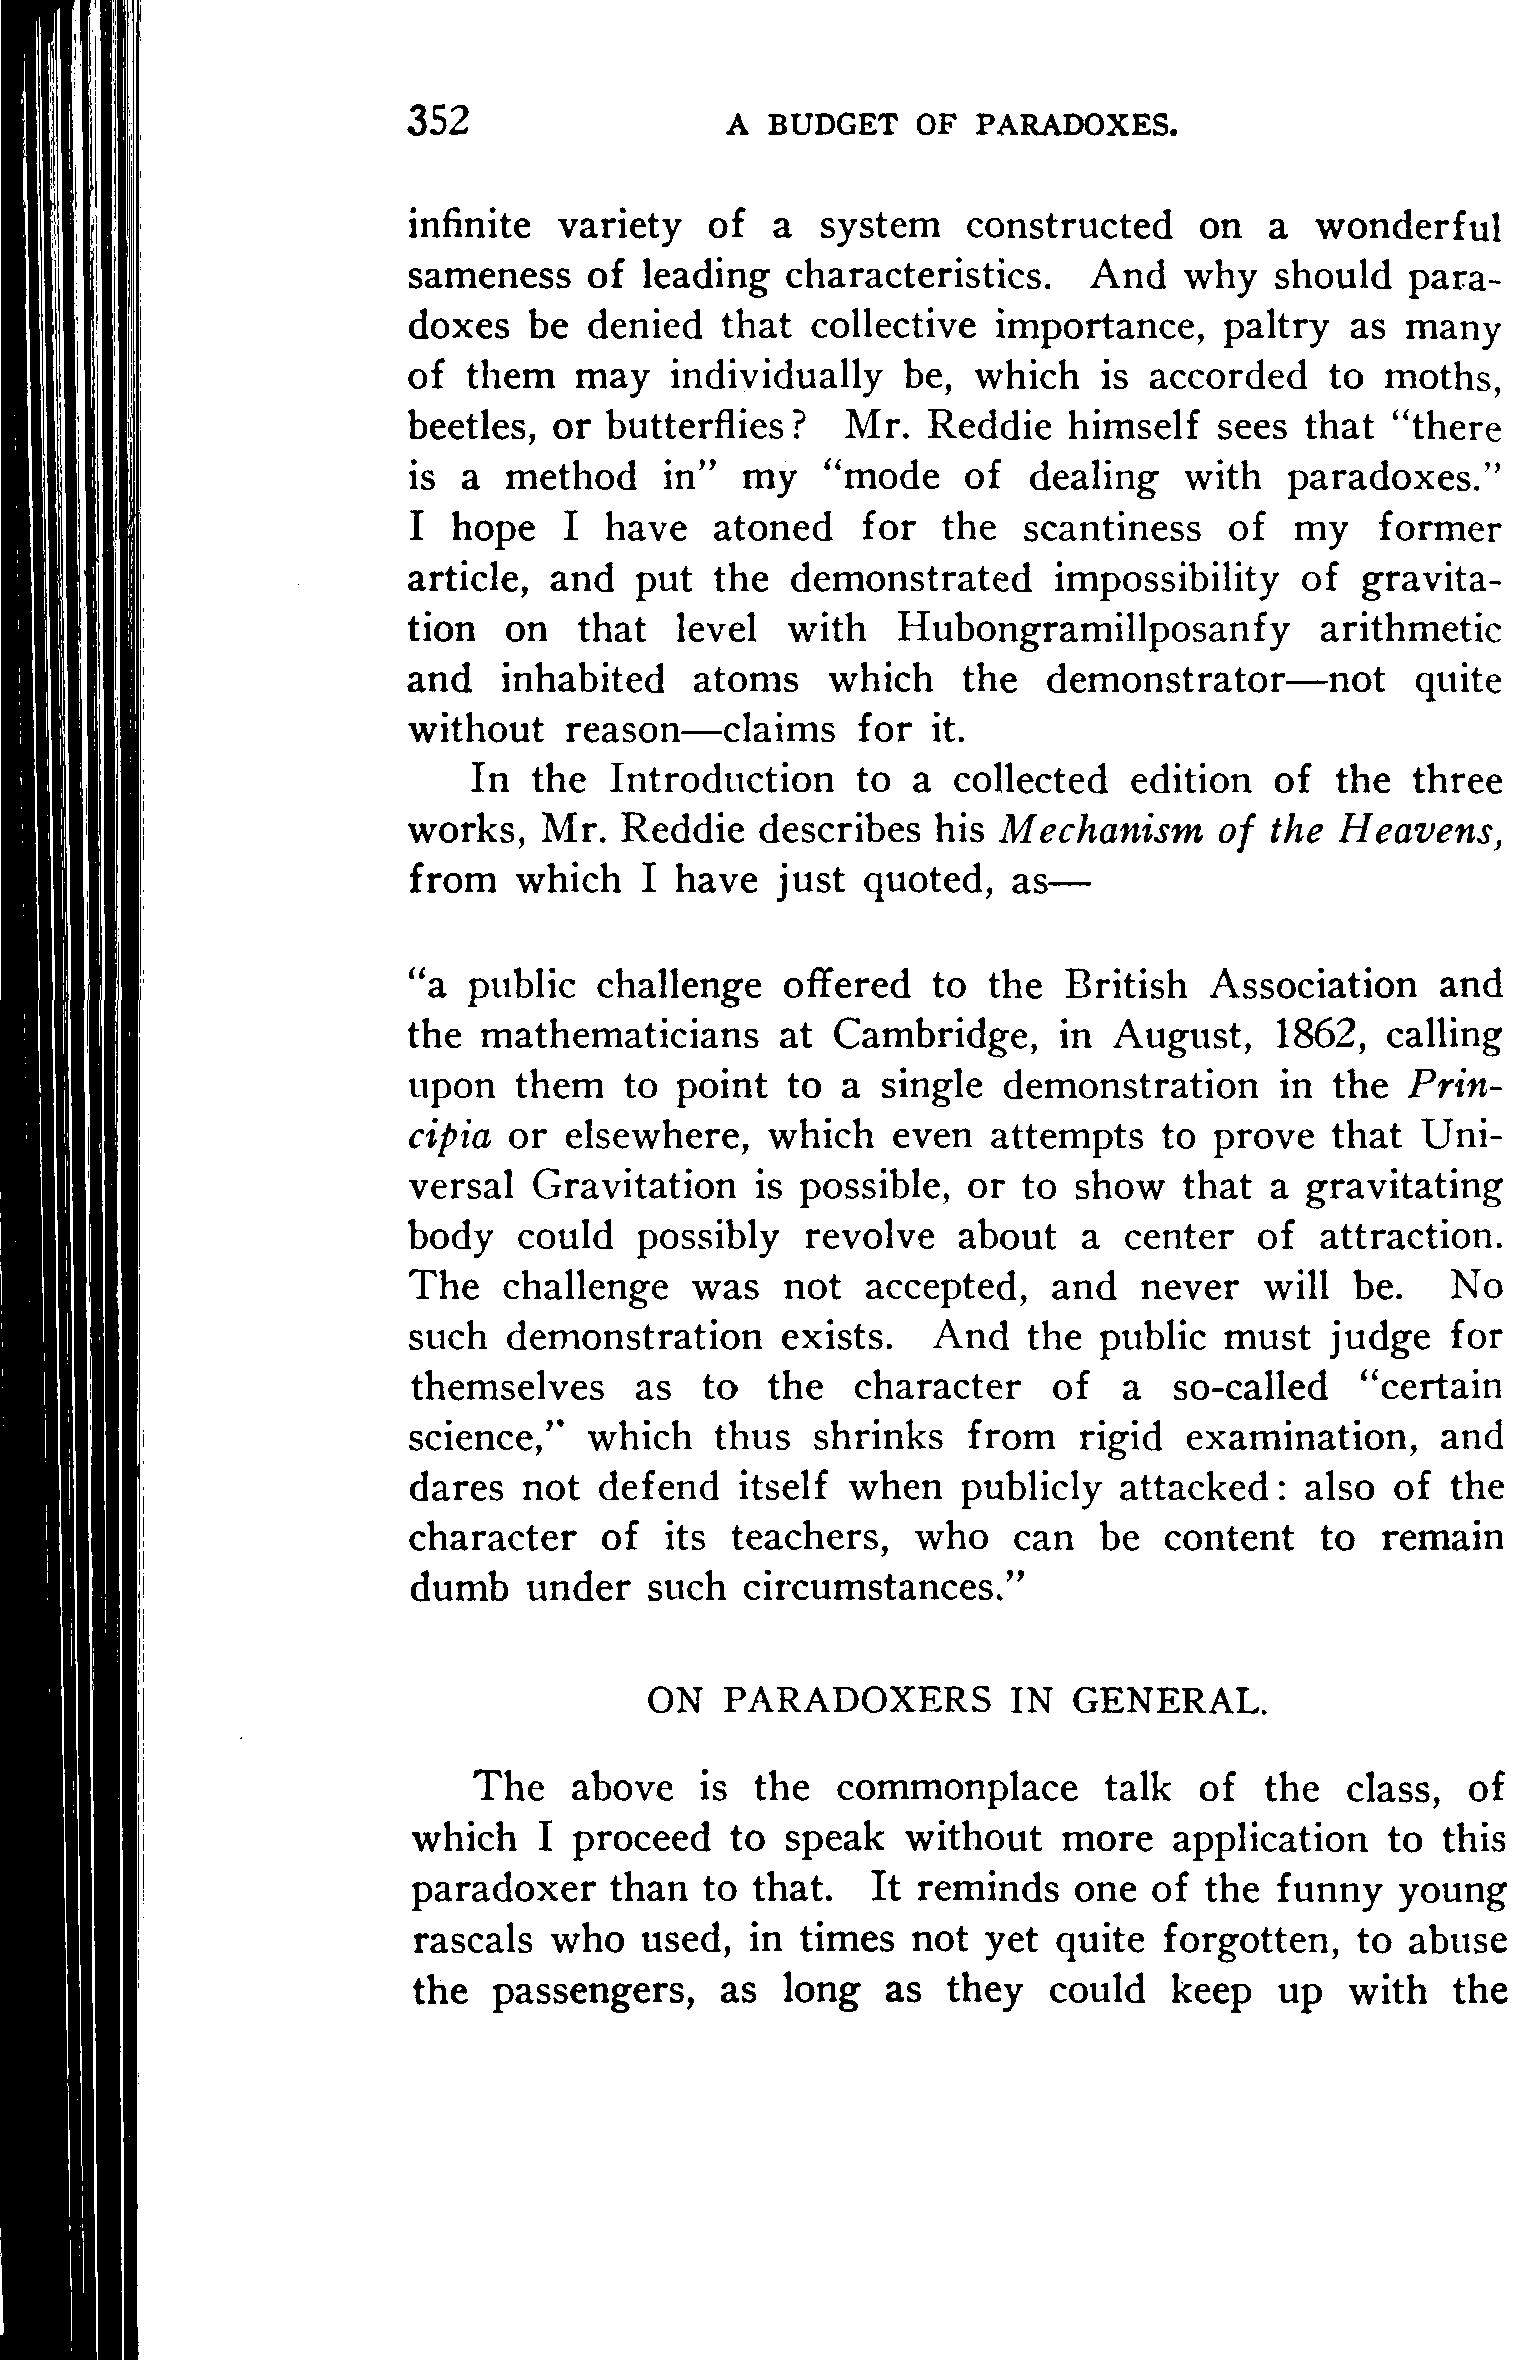 352 A BUDGET OF PARADOXES.
infinite variety of a system constructed on a wonderful
sameness of leading characteristics. And why should para-
doxes be denied that collective importance, paltry as many
of them may individually be, which is accorded to moths,
beetles, or butterflies? Mr. Reddie himself sees that “there
is a method in” my “mode of dealing with paradoxes.”
I hope I have atoned for the scantiness of my former
article, and put the demonstrated impossibility of gravita-
tion on that level with Hubongramillposanfy arithmetic
and inhabited atoms which the demonstrator—not quite
without reason—claims for it.
In the Introduction to a collected edition of the three
works, Mr. Reddie describes his Mechanism of the Heavens,
from which I have just quoted, as—
“a public challenge offered to the British Association and
the mathematicians at Cambridge, in August, 1862, calling
upon them to point to a single demonstration in the Prin-
cipia or elsewhere, which even attempts to prove that Uni-
versal Gravitation is possible, or to show that a gravitating
body could possibly revolve about a center of attraction.
The challenge was not accepted, and never will be. No
such demonstration exists. And the public must judge for
themselves as to the character of a so-called “certain
science,” which thus shrinks from rigid examination, and
dares not defend itself when publicly attacked: also of the
character of its teachers, who can be content to remain
dumb under such circumstances.”
ON PARADOXERS IN GENERAL.
The above is the commonplace talk of the class, of
which I proceed to speak without more application to this
paradoxer than to that. It reminds one of the funny young
rascals who used, in times not yet quite forgotten, to abuse
the passengers, as long as they could keep up with the